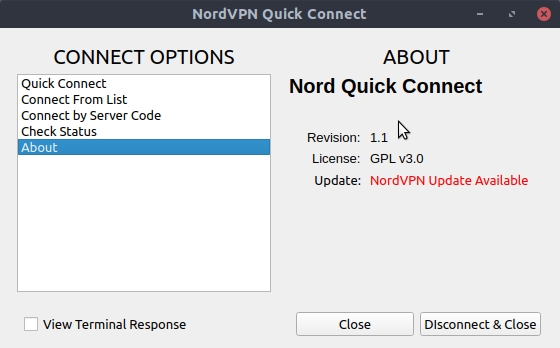 NordVPN Quick Connect
CONNECT OPTIONS
Quick Connect
Connect From List
Connect by Server Code
Check Status
About
ABOUT
Nord Quick Connect
Revision: 1.1
License: GPL v3.0
Update: NordVPN Update Available
View Terminal Response
Close
DIsconnect & Close